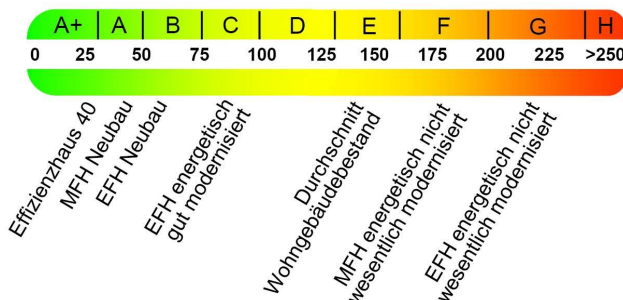 A+ A B C D E F G H
0 25 50 75 100 125 150 175 200 225 >250
Effizienzhaus 40
MFH Neubau
EFH Neubau
EFH energetisch
gut modernisiert
Durchschnitt
Wohngebäudebestand
MFH energetisch nicht
wesentlich modernisiert
EFH energetisch nicht
wesentlich modernisiert